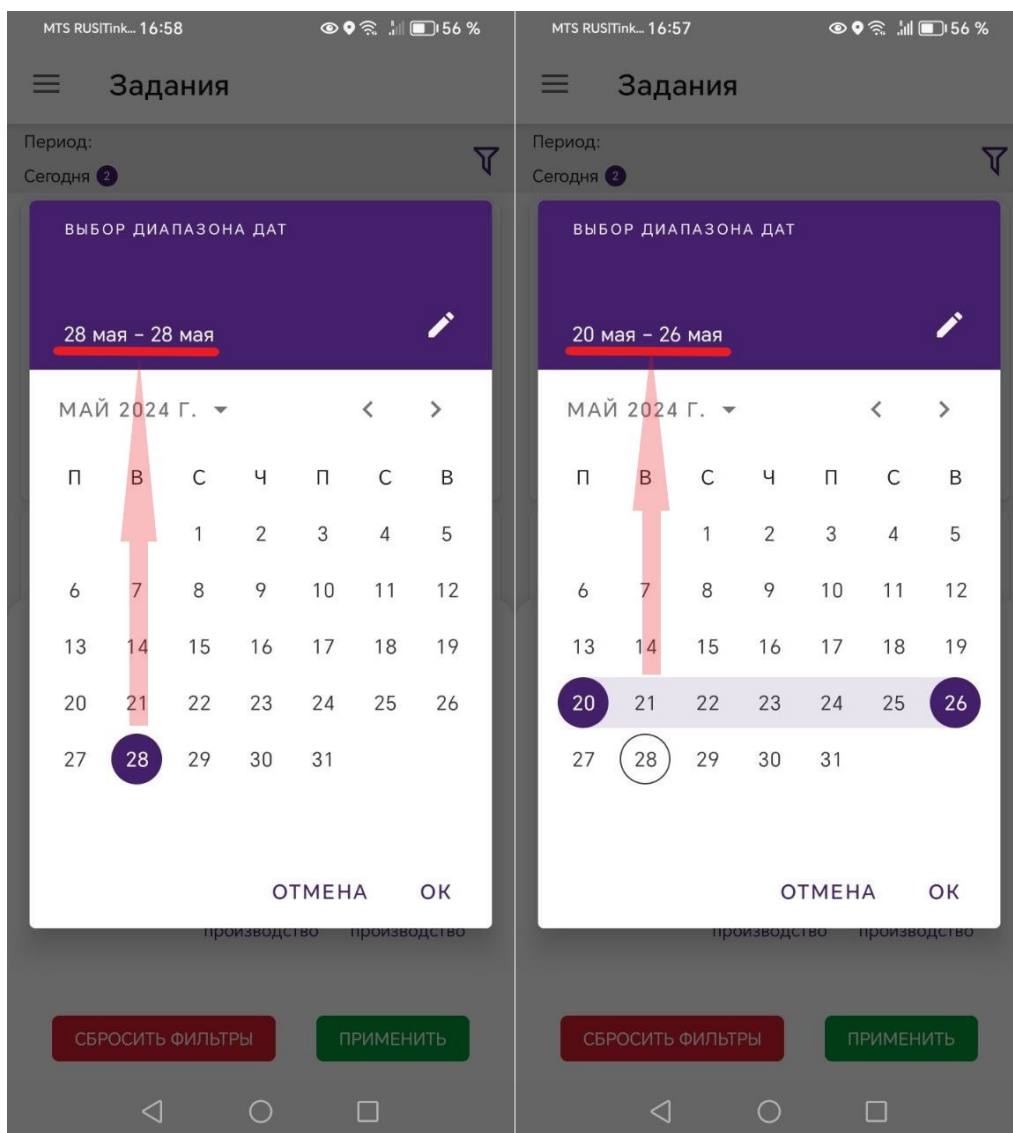 MTS RUS|Tink... 16:58
56 %
Задания
Период:
Сегодня 2
ВЫБОР ДИАПАЗОНА ДАТ
28 мая – 28 мая
МАЙ 2024 Г.
П В С Ч П С В
1 2 3 4 5
6 7 8 9 10 11 12
13 14 15 16 17 18 19
20 21 22 23 24 25 26
27 28 29 30 31
ОТМЕНА ОК
производство производство
СБРОСИТЬ ФИЛЬТРЫ ПРИМЕНИТЬ
MTS RUS|Tink... 16:57
56 %
Задания
Период:
Сегодня 2
ВЫБОР ДИАПАЗОНА ДАТ
20 мая – 26 мая
МАЙ 2024 Г.
П В С Ч П С В
1 2 3 4 5
6 7 8 9 10 11 12
13 14 15 16 17 18 19
20 21 22 23 24 25 26
27 28 29 30 31
ОТМЕНА ОК
производство производство
СБРОСИТЬ ФИЛЬТРЫ ПРИМЕНИТЬ